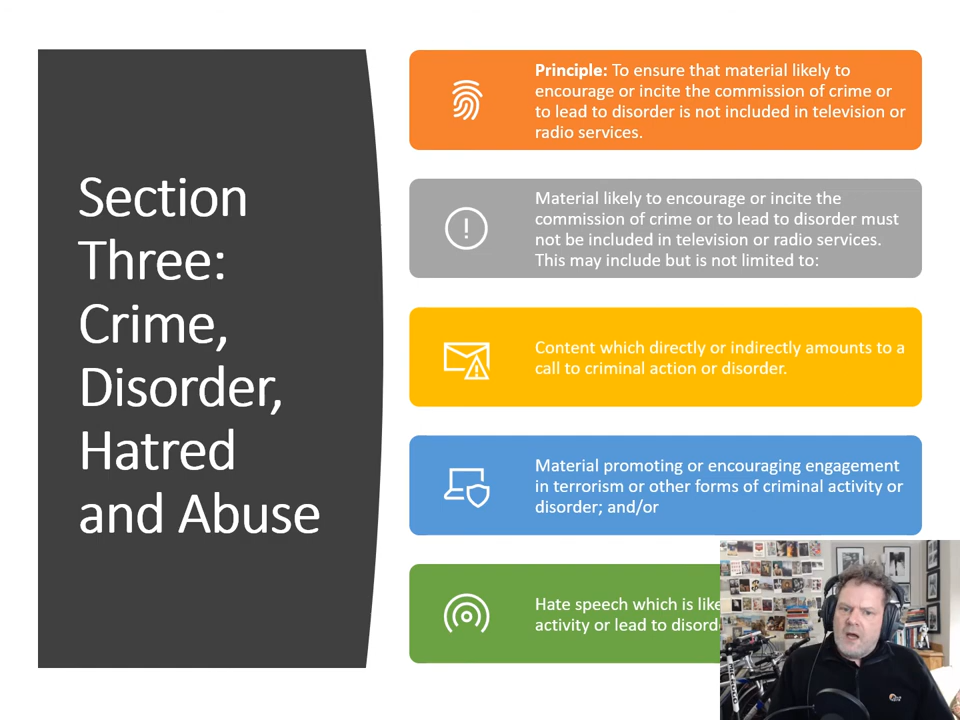 Section
Three:
Crime,
Disorder,
Hatred
and Abuse
Principle: To ensure that material likely to
encourage or incite the commission of crime or
to lead to disorder is not included in television or
radio services.
Material likely to encourage or incite the
commission of crime or to lead to disorder must
not be included in television or radio services.
This may include but is not limited to:
Content which directly or indirectly amounts to a
call to criminal action or disorder.
Material promoting or encouraging engagement
in terrorism or other forms of criminal activity or
disorder; and/or
Hate speech which is
activity or lead to